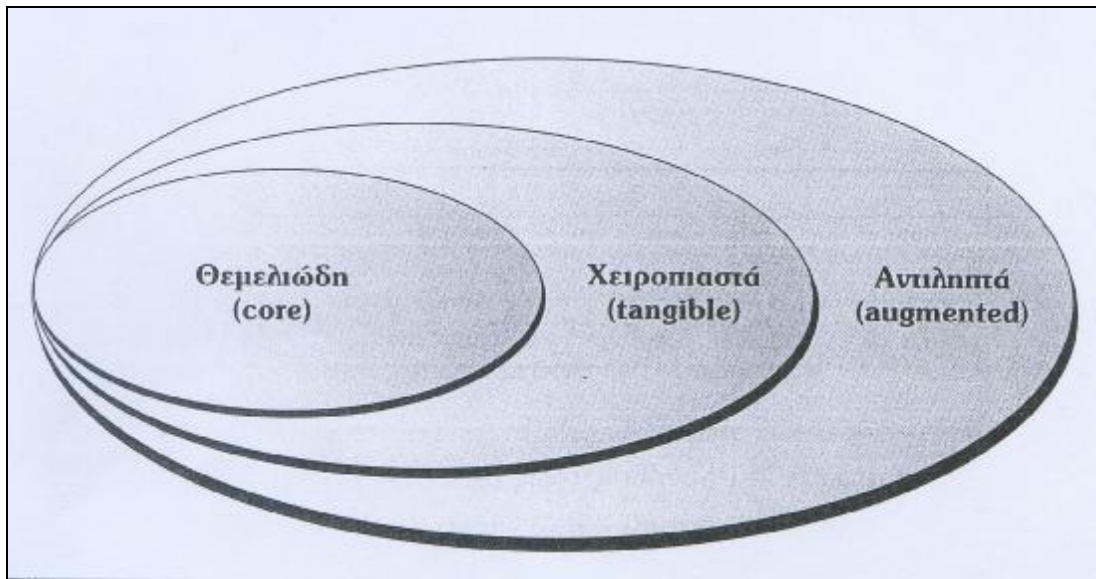 Θεμελιώδη
(core)
Χειροπιαστά
(tangible)
Αντιληπτά
(augmented)